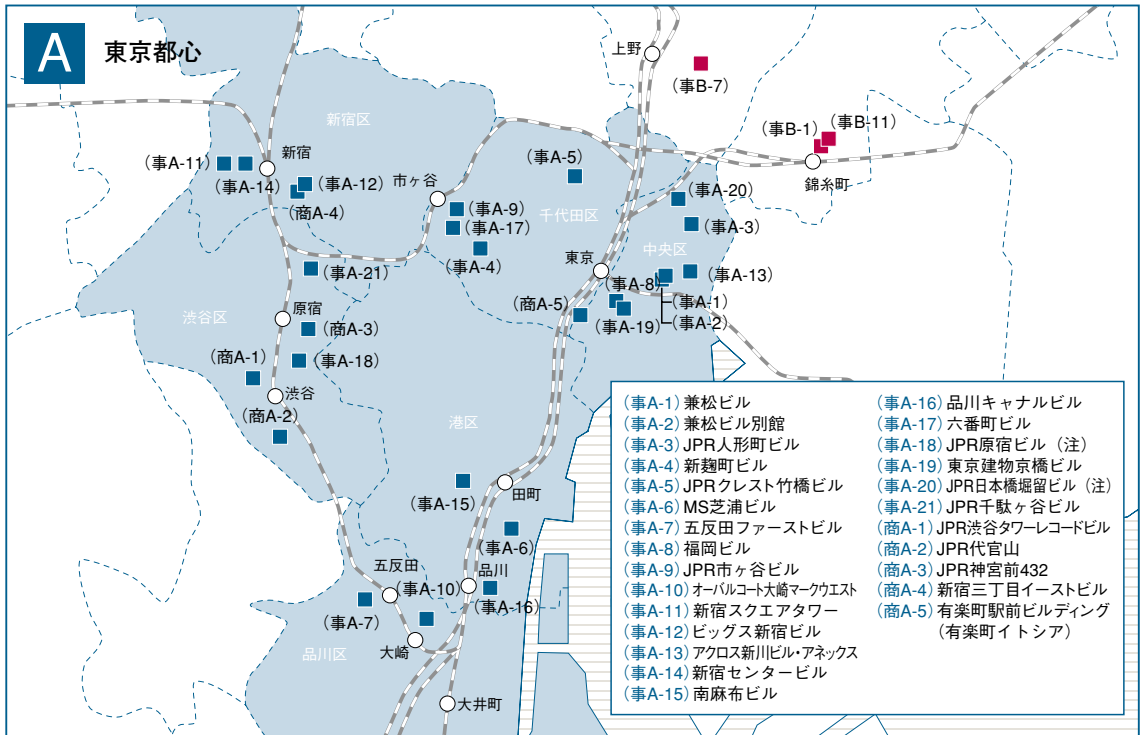 A 東京都心
上野
(事B-7)
(事B-1)
(事B-11)
錦糸町
新宿区
(事A-11)
新宿
(事A-14)
(事A-12)
(商A-4)
市ヶ谷
(事A-5)
(事A-9)
千代田区
(事A-17)
(事A-4)
(事A-20)
(事A-3)
中央区
東京
(事A-8)
(事A-13)
(事A-1)
(事A-2)
(商A-5)
(事A-19)
(事A-21)
渋谷区
原宿
(商A-3)
(商A-1)
(事A-18)
渋谷
(商A-2)
港区
(事A-15)
田町
(事A-6)
五反田
(事A-10)
品川
(事A-16)
(事A-7)
品川区
大崎
大井町
(事A-1) 兼松ビル
(事A-2) 兼松ビル別館
(事A-3) JPR人形町ビル
(事A-4) 新麹町ビル
(事A-5) JPRクレスト竹橋ビル
(事A-6) MS芝浦ビル
(事A-7) 五反田ファーストビル
(事A-8) 福岡ビル
(事A-9) JPR市ヶ谷ビル
(事A-10) オーバルコート大崎マークウエスト
(事A-11) 新宿スクエアタワー
(事A-12) ビッグス新宿ビル
(事A-13) アクロス新川ビル・アネックス
(事A-14) 新宿センタービル
(事A-15) 南麻布ビル
(事A-16) 品川キャナルビル
(事A-17) 六番町ビル
(事A-18) JPR原宿ビル（注）
(事A-19) 東京建物京橋ビル
(事A-20) JPR日本橋堀留ビル（注）
(事A-21) JPR千駄ヶ谷ビル
(商A-1) JPR渋谷タワーレコードビル
(商A-2) JPR代官山
(商A-3) JPR神宮前432
(商A-4) 新宿三丁目イーストビル
(商A-5) 有楽町駅前ビルディング
(有楽町イトシア)